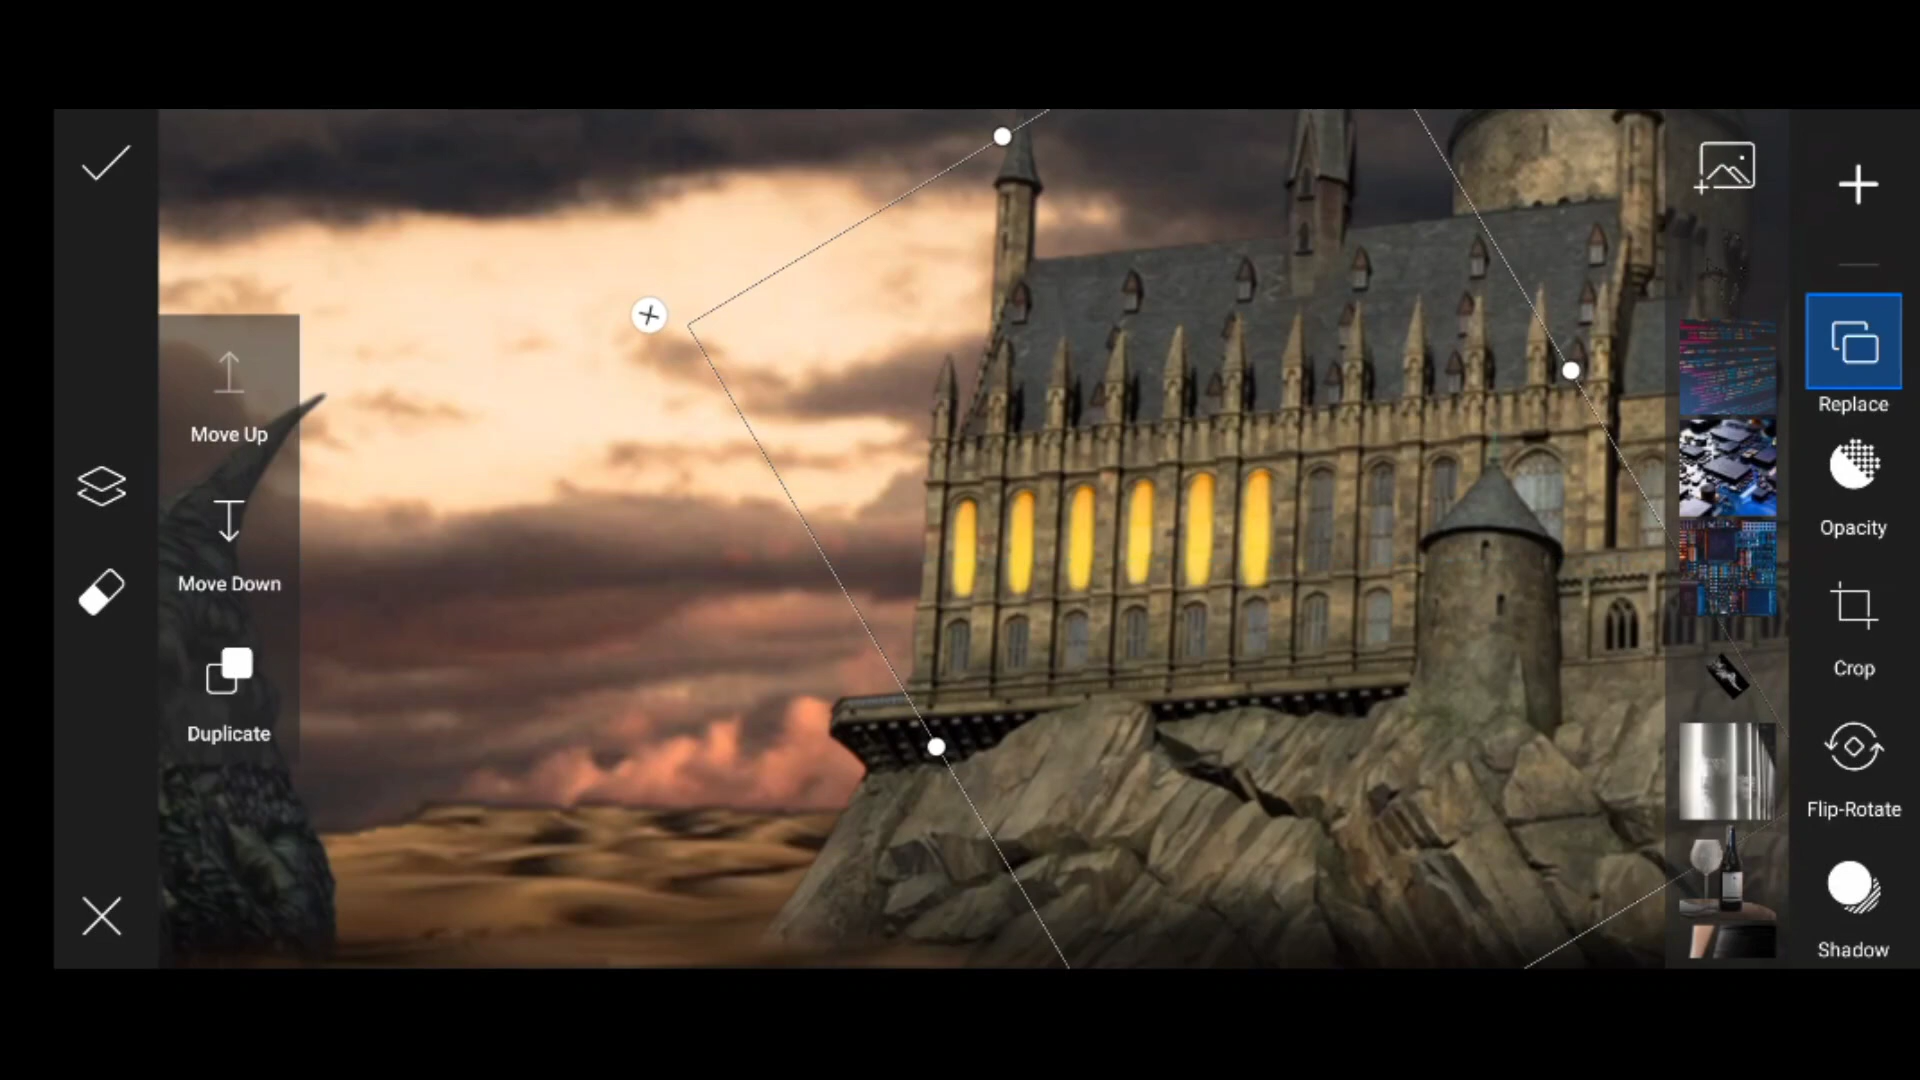 Move Up
Move Down
Duplicate
Replace
Opacity
Crop
Flip-Rotate
Shadow